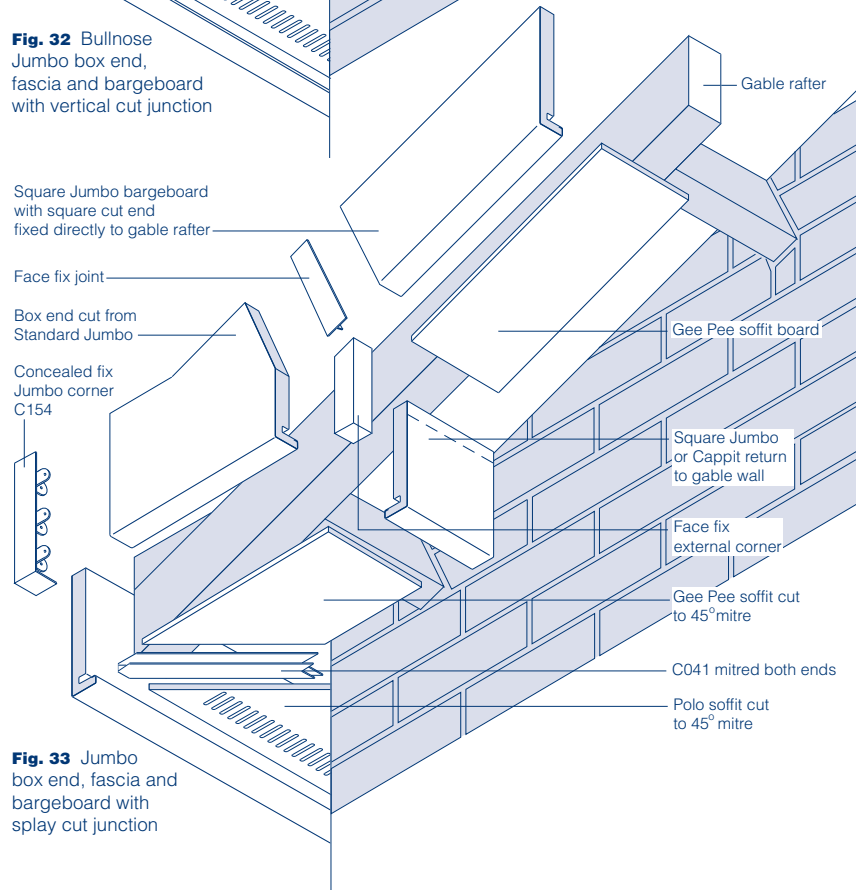 Fig. 32 Bullnose
Jumbo box end,
fascia and bargeboard
with vertical cut junction
Gable rafter
Square Jumbo bargeboard
with square cut end
fixed directly to gable rafter
Face fix joint
Box end cut from
Standard Jumbo
Concealed fix
Jumbo corner
C154
Gee Pee soffit board
Square Jumbo
or Cappit return
to gable wall
Face fix
external corner
Gee Pee soffit cut
to 45° mitre
C041 mitred both ends
Polo soffit cut
to 45° mitre
Fig. 33 Jumbo
box end, fascia and
bargeboard with
splay cut junction